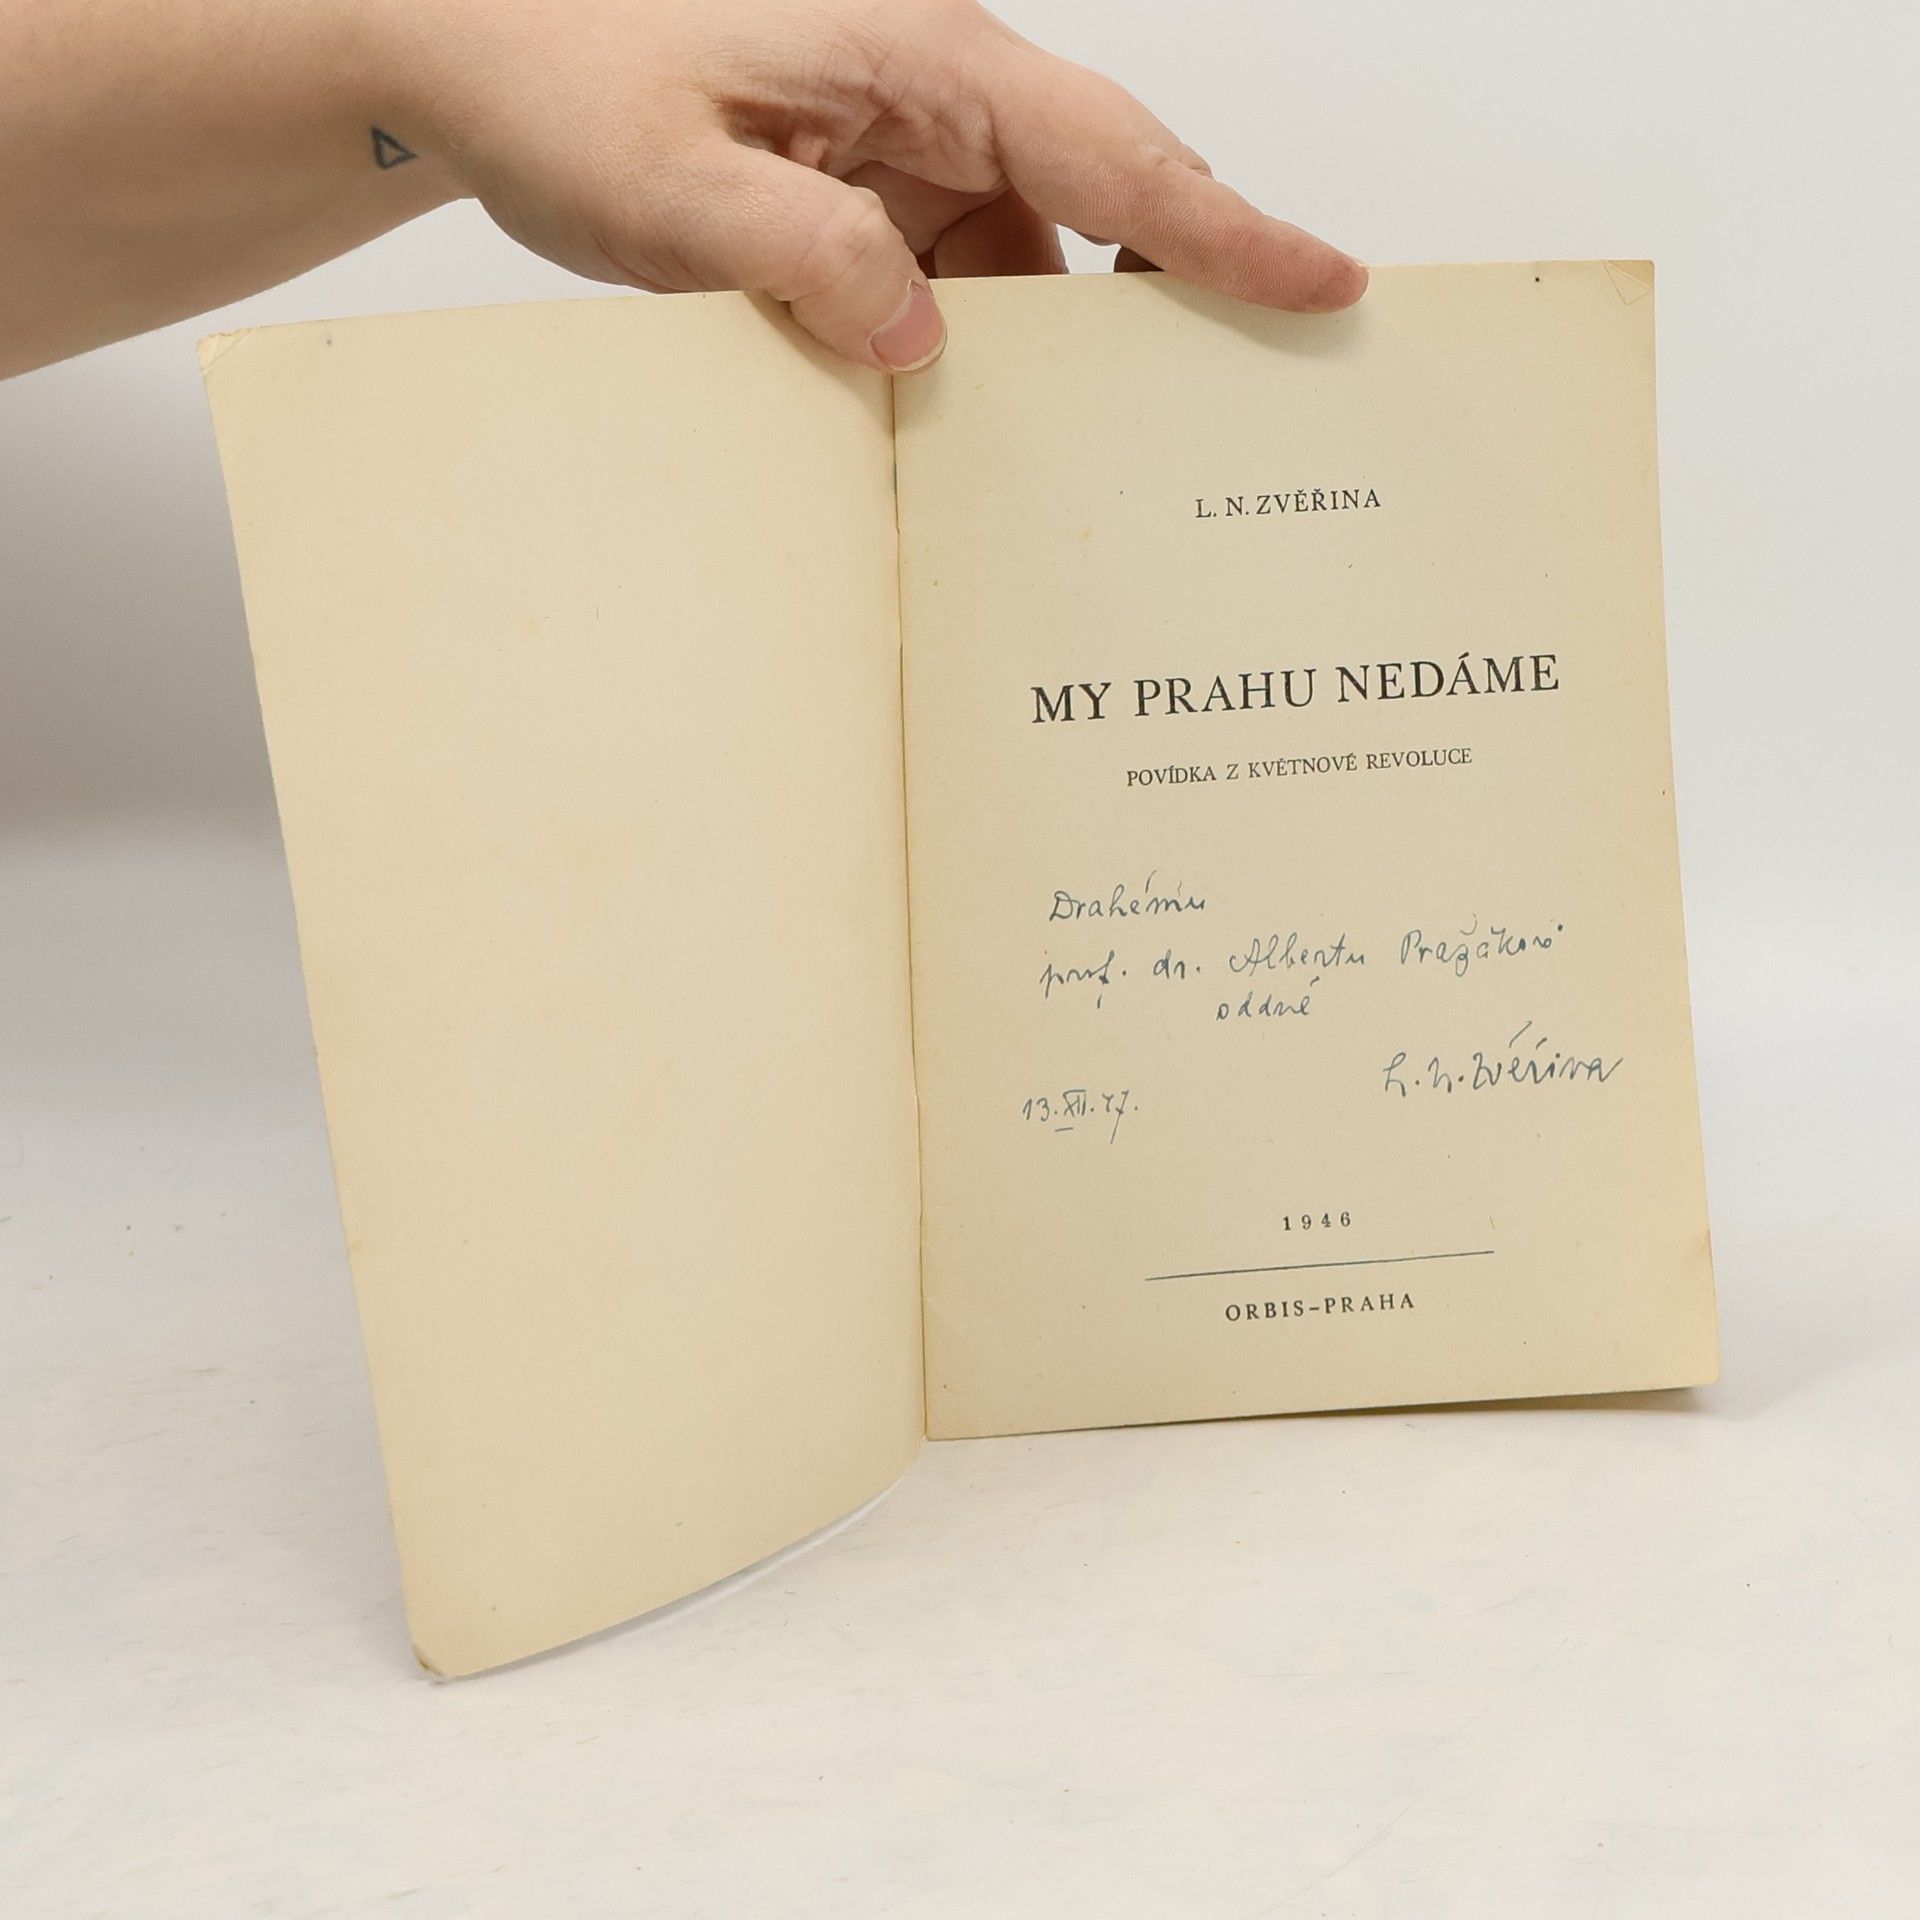 L. N. ZVĚŘINA
MY PRAHU NEDÁME
POVÍDKA Z KVĚTNOVÉ REVOLUCE
Drahému
prof. dr. Albertu Pražákovi
oddně
L. N. Zvěřina
13. XII. 47.
1946
ORBIS–PRAHA